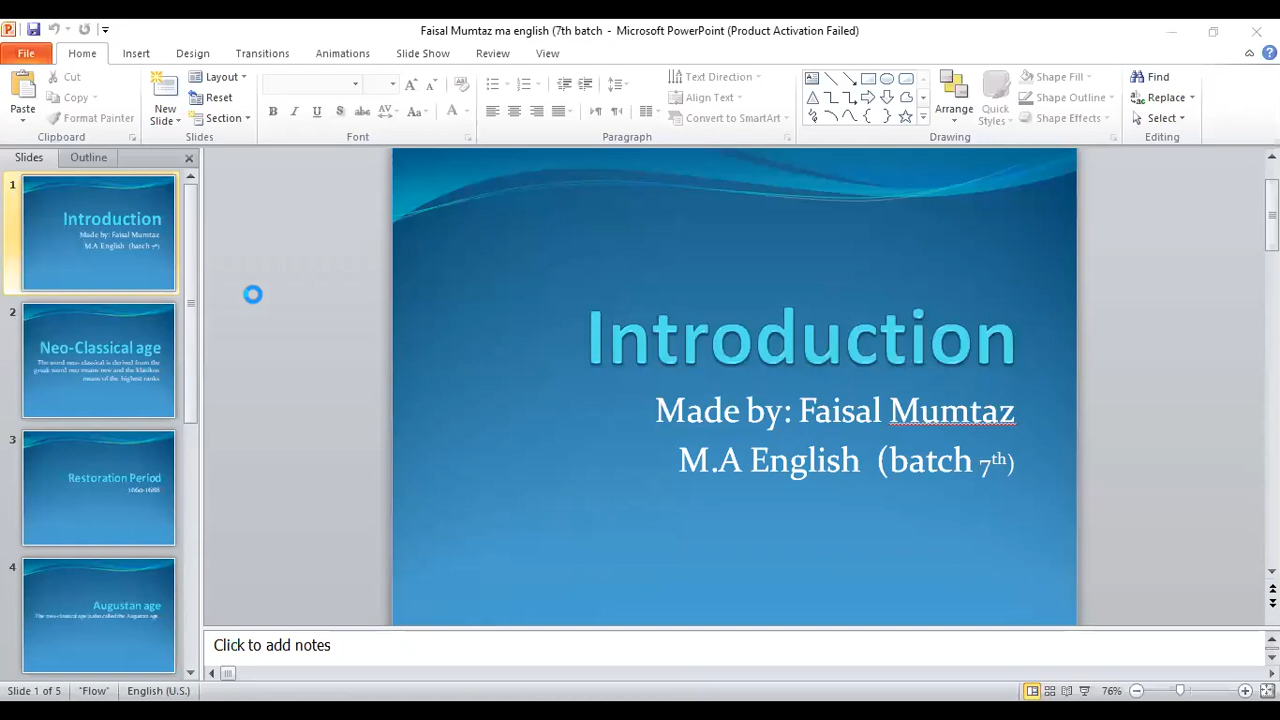 Faisal Mumtaz ma english (7th batch - Microsoft PowerPoint (Product Activation Failed)
File Home Insert Design Transitions Animations Slide Show Review View
Cut
Copy
Format Painter
Paste
Clipboard
New Slide
Layout
Reset
Section
Slides
Font
Text Direction
Align Text
Convert to SmartArt
Paragraph
Arrange
Quick Styles
Shape Fill
Shape Outline
Shape Effects
Drawing
Find
Replace
Select
Editing
Slides Outline
1
Introduction
Made by: Faisal Mumtaz
M.A English (batch 7th)
2
Neo-Classical age
The word neo-classical is derived from the
greek word neo means new and the klasikos
means of the highest ranks
3
Restoration Period
1660-1688
4
Augustan age
The neo-classical age is also called the Augustan age
Introduction
Made by: Faisal Mumtaz
M.A English (batch 7th)
Click to add notes
Slide 1 of 5 "Flow" English (U.S.) 76%